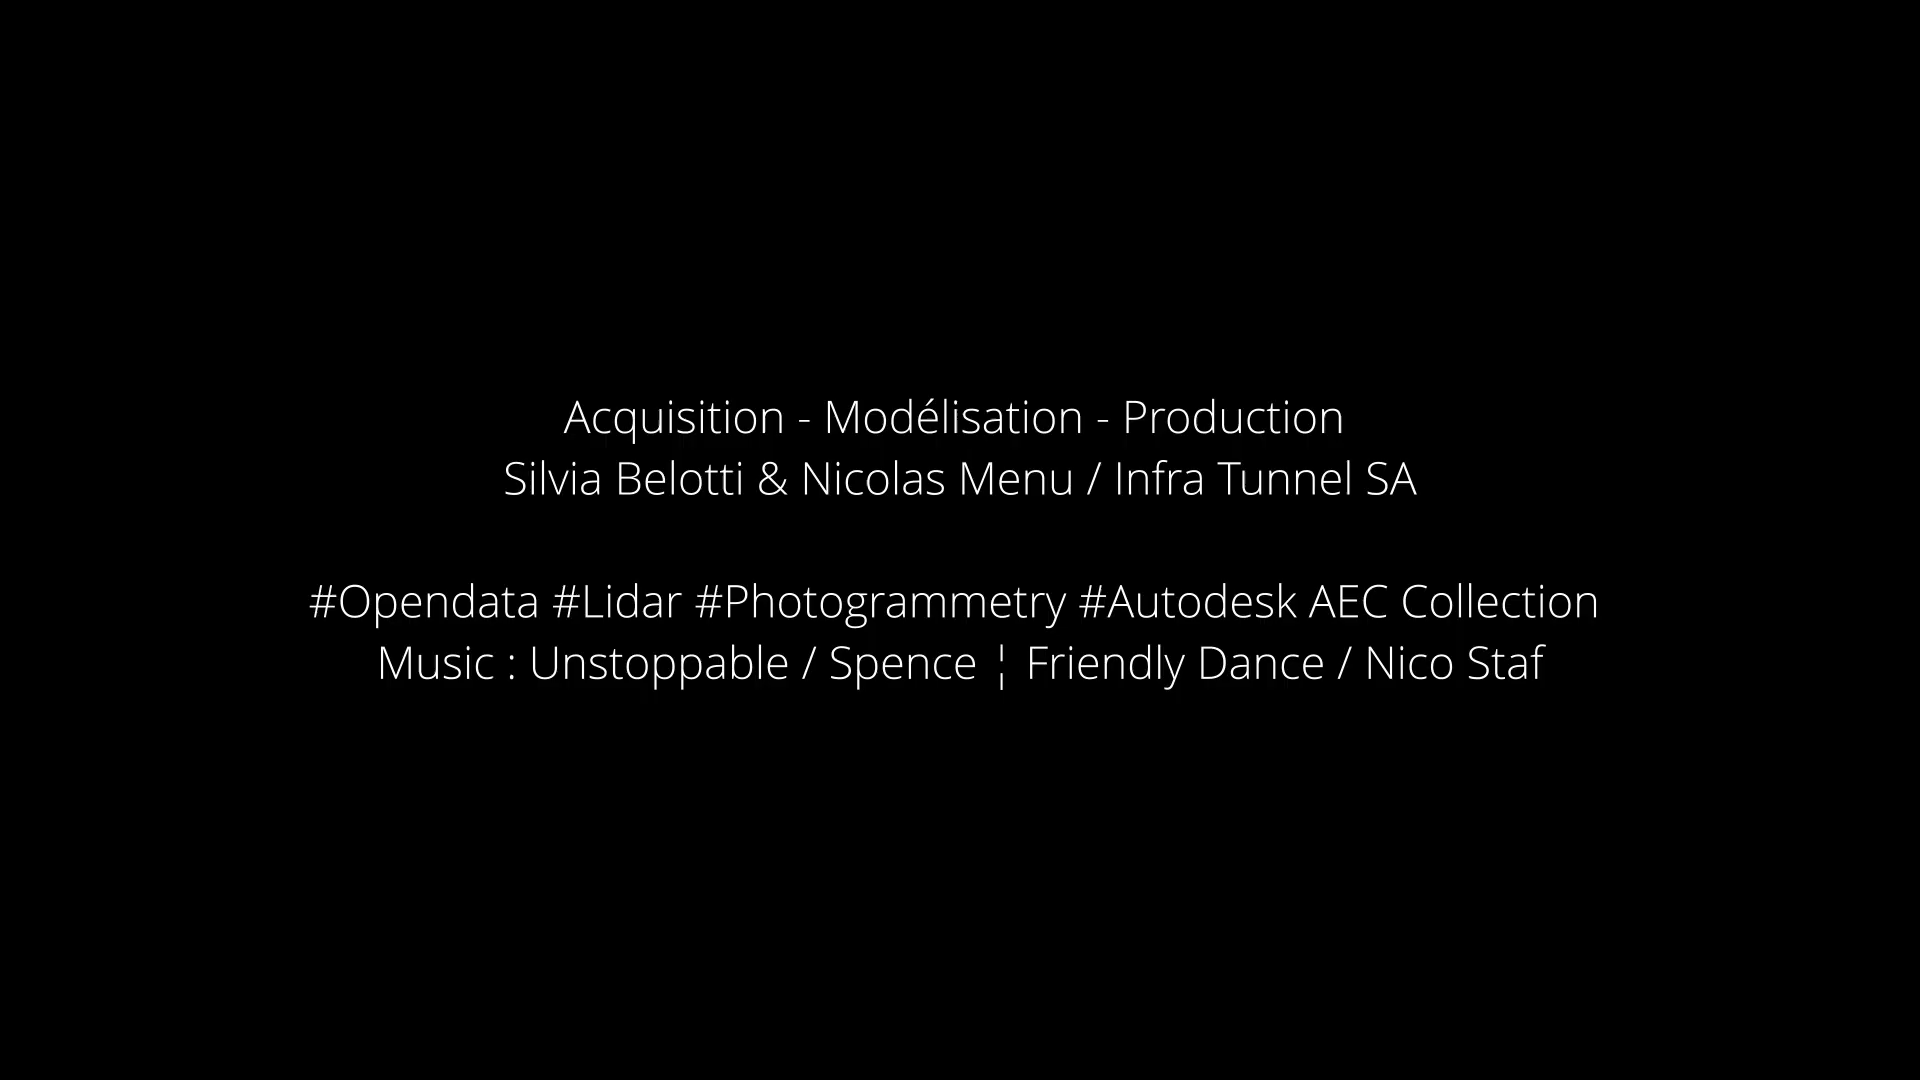 Acquisition - Modélisation - Production
Silvia Belotti & Nicolas Menu / Infra Tunnel SA
#Opendata #Lidar #Photogrammetry #Autodesk AEC Collection
Music : Unstoppable / Spence ¦ Friendly Dance / Nico Staf